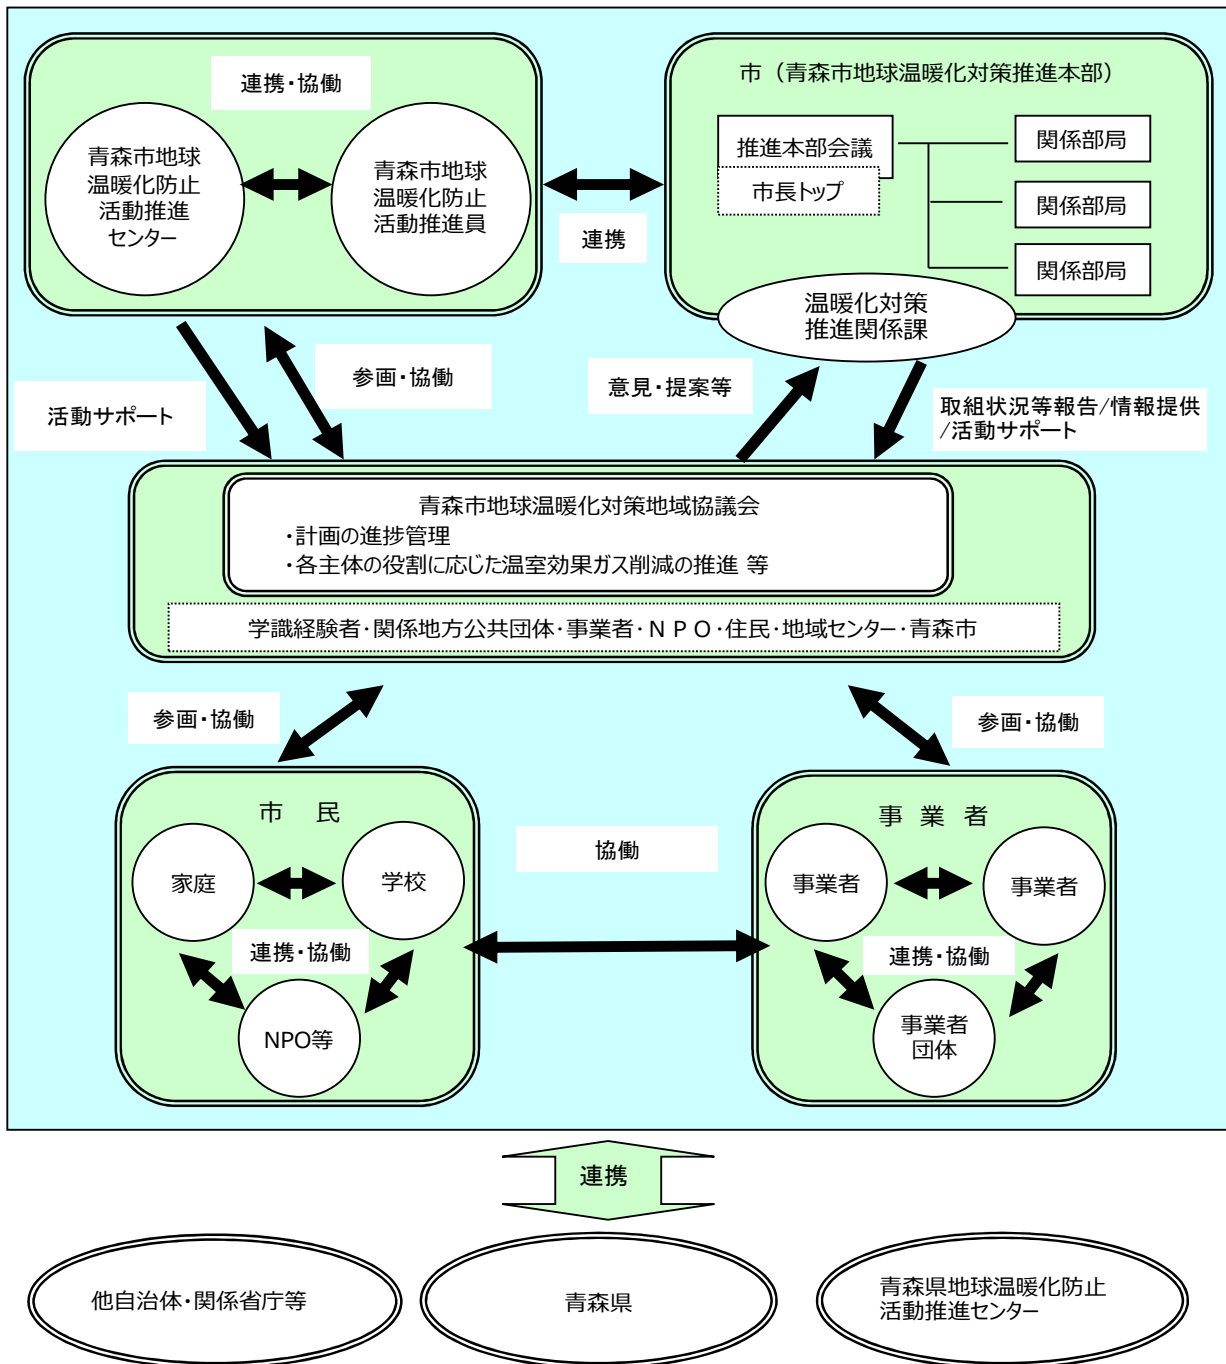 連携・協働
青森市地球
温暖化防止
活動推進
センター
青森市地球
温暖化防止
活動推進員
連携
市（青森市地球温暖化対策推進本部）
推進本部会議
市長トップ
関係部局
関係部局
関係部局
温暖化対策
推進関係課
活動サポート
参画・協働
意見・提案等
取組状況等報告/情報提供
/活動サポート
青森市地球温暖化対策地域協議会
・計画の進捗管理
・各主体の役割に応じた温室効果ガス削減の推進 等
学識経験者・関係地方公共団体・事業者・ＮＰＯ・住民・地域センター・青森市
参画・協働
参画・協働
市 民
家庭
学校
連携・協働
NPO等
協働
事 業 者
事業者
事業者
連携・協働
事業者
団体
連携
他自治体・関係省庁等
青森県
青森県地球温暖化防止
活動推進センター